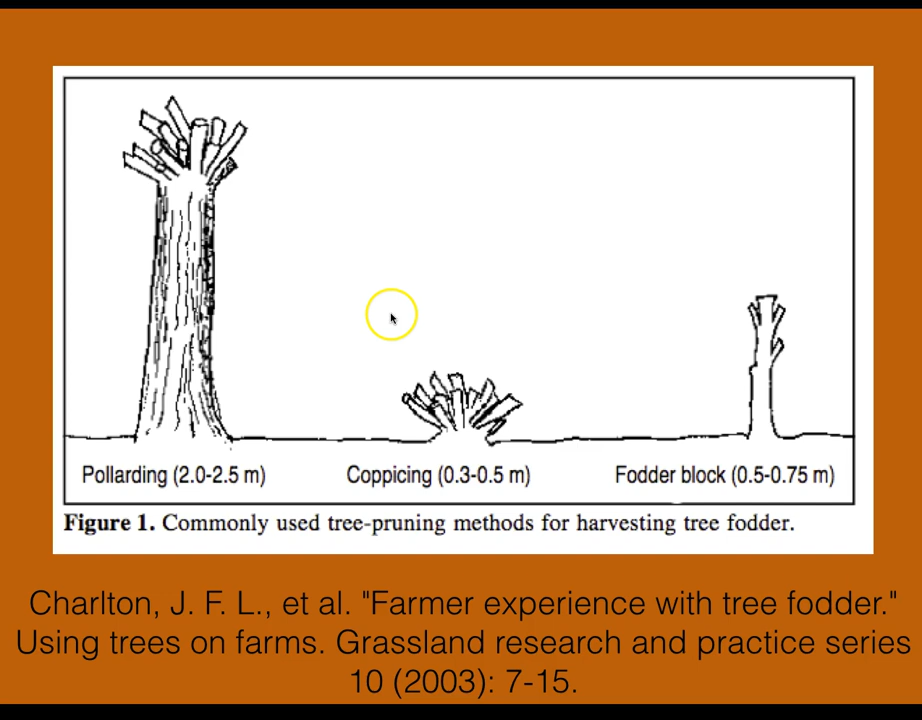 Pollarding (2.0-2.5 m) Coppicing (0.3-0.5 m) Fodder block (0.5-0.75 m)
Figure 1. Commonly used tree-pruning methods for harvesting tree fodder.
Charlton, J. F. L., et al. "Farmer experience with tree fodder."
Using trees on farms. Grassland research and practice series
10 (2003): 7-15.